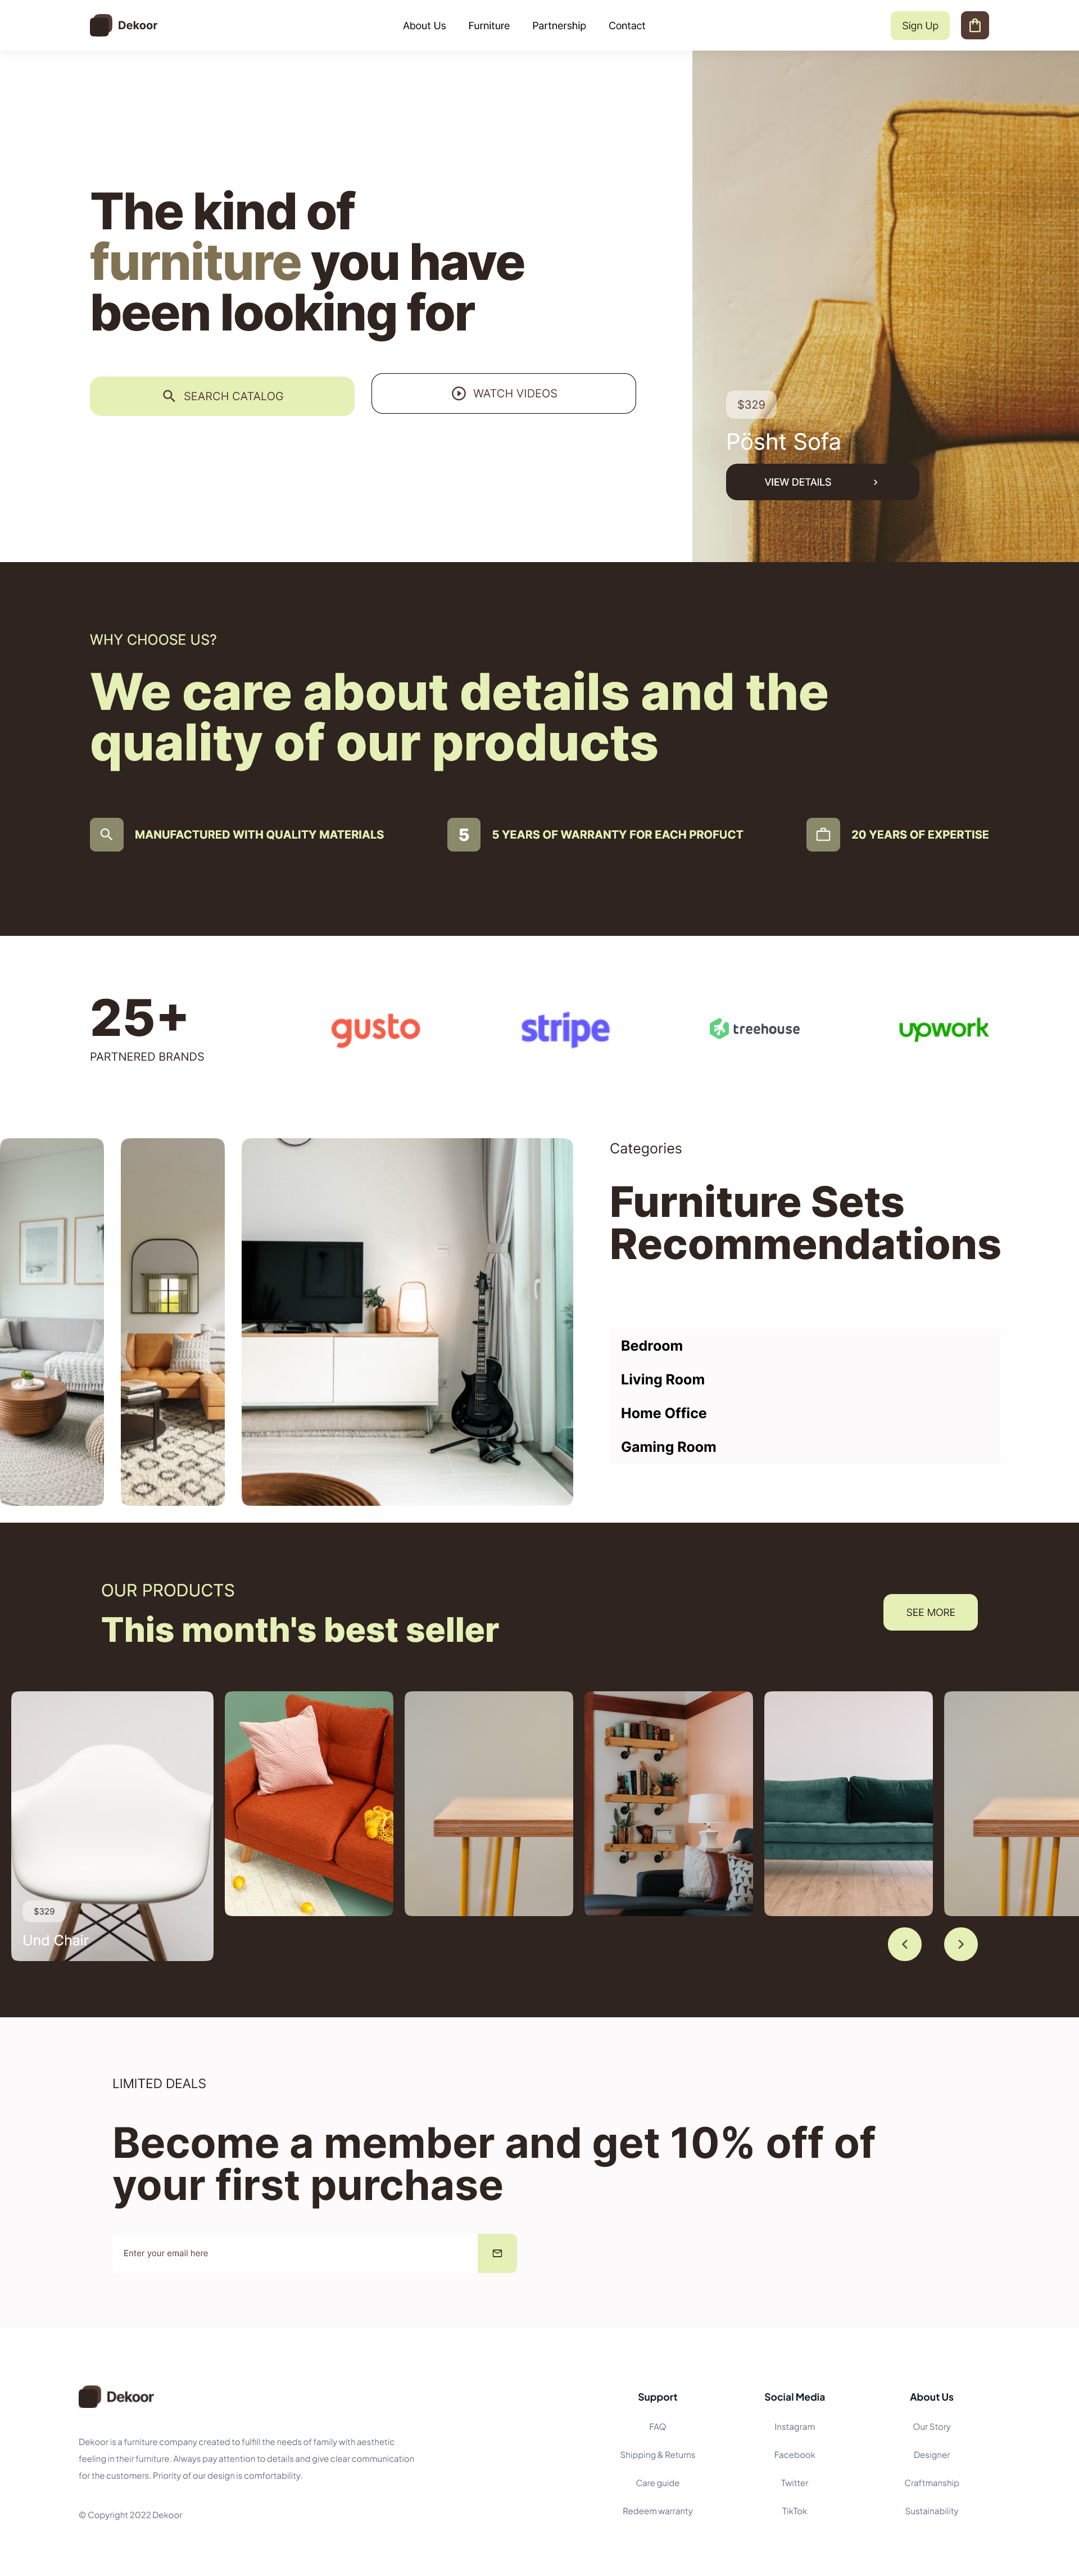 Dekoor
About Us
Furniture
Partnership
Contact
Sign Up
The kind of
furniture you have
been looking for
SEARCH CATALOG
WATCH VIDEOS
$329
Pösht Sofa
VIEW DETAILS
WHY CHOOSE US?
We care about details and the
quality of our products
MANUFACTURED WITH QUALITY MATERIALS
5
5 YEARS OF WARRANTY FOR EACH PROFUCT
20 YEARS OF EXPERTISE
25+
PARTNERED BRANDS
gusto
stripe
treehouse
upwork
Categories
Furniture Sets
Recommendations
Bedroom
Living Room
Home Office
Gaming Room
OUR PRODUCTS
This month's best seller
SEE MORE
$329
Und Chair
LIMITED DEALS
Become a member and get 10% off of
your first purchase
Enter your email here
Dekoor
Dekoor is a furniture company created to fulfill the needs of family with aesthetic
feeling in their furniture. Always pay attention to details and give clear communication
for the customers. Priority of our design is comfortability.
© Copyright 2022 Dekoor
Support
FAQ
Shipping & Returns
Care guide
Redeem warranty
Social Media
Instagram
Facebook
Twitter
TikTok
About Us
Our Story
Designer
Craftmanship
Sustainability